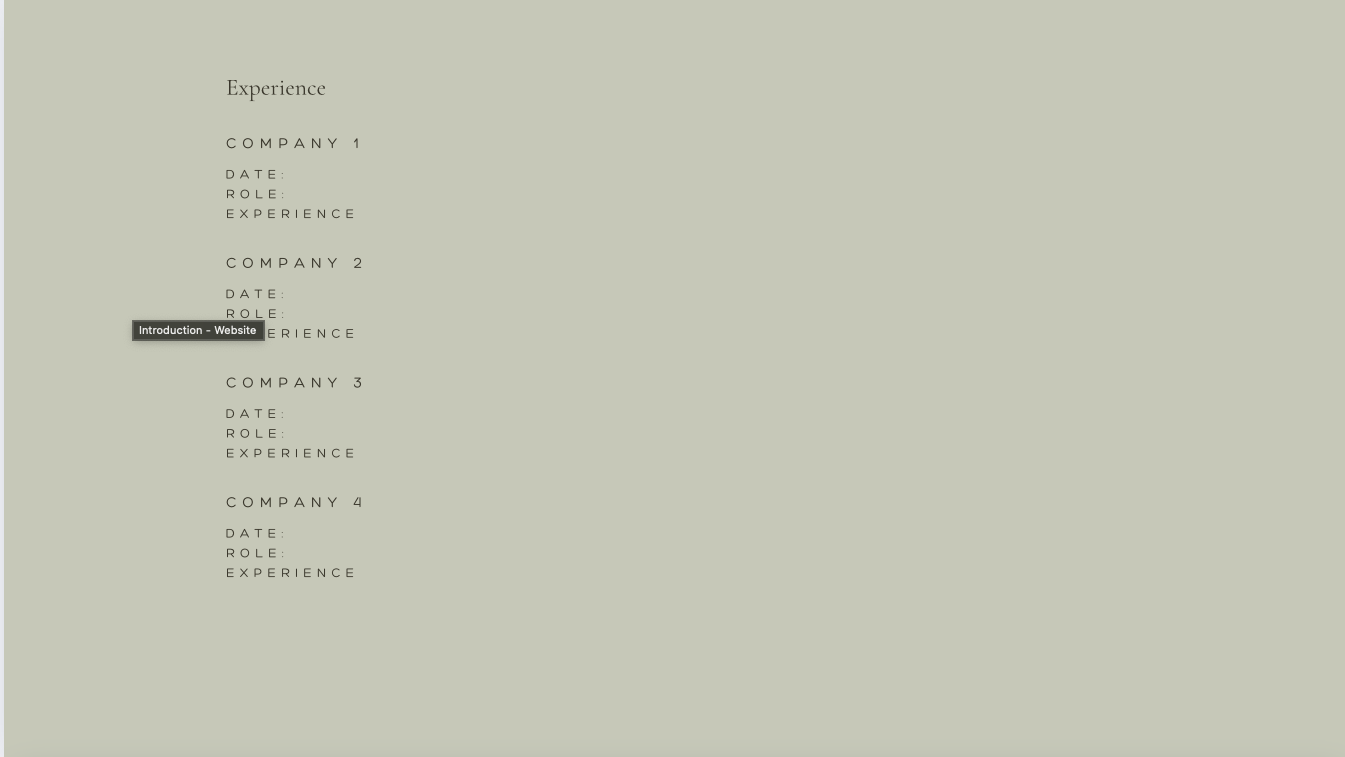 Experience
COMPANY 1
DATE:
ROLE:
EXPERIENCE
COMPANY 2
DATE:
ROLE:
Introduction - Website
ERIENCE
COMPANY 3
DATE:
ROLE:
EXPERIENCE
COMPANY 4
DATE:
ROLE:
EXPERIENCE